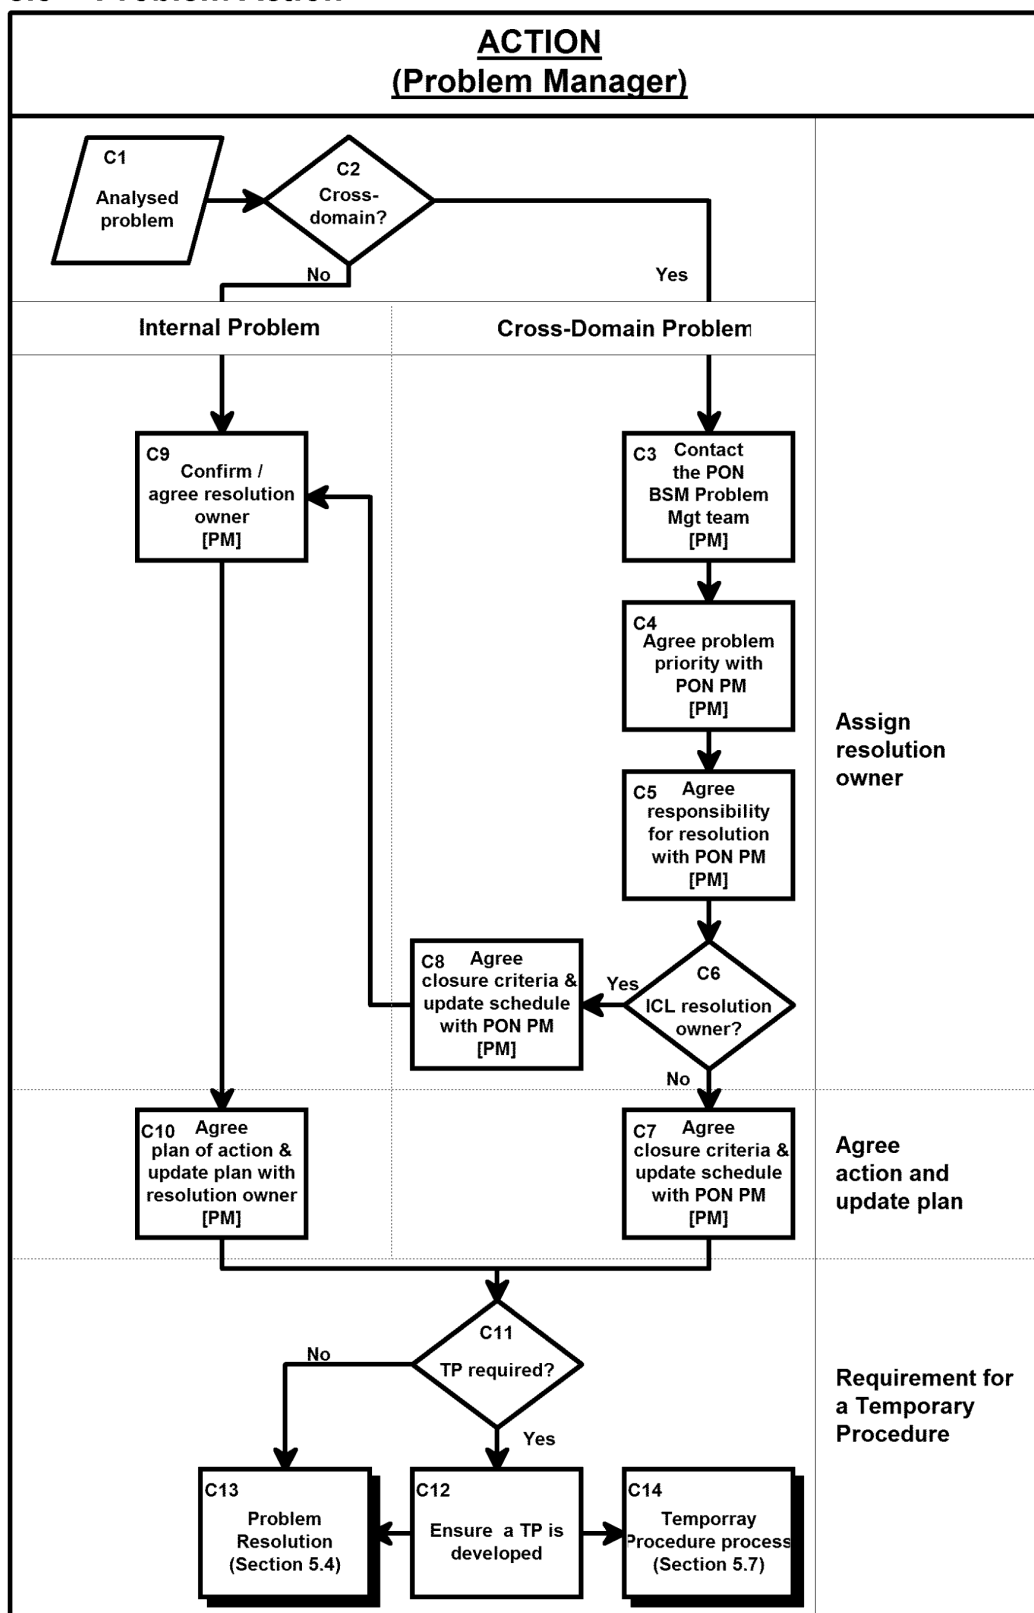 ACTION
(Problem Manager)
C1
Analysed
problem
C2
Cross-
domain?
No
Yes
Internal Problem
Cross-Domain Problem
C9
Confirm /
agree resolution
owner
[PM]
C3 Contact
the PON
BSM Problem
Mgt team
[PM]
C4
Agree problem
priority with
PON PM
[PM]
Assign
resolution
owner
C5 Agree
responsibility
for resolution
with PON PM
[PM]
C8 Agree
closure criteria &
update schedule
with PON PM
[PM]
Yes
C6
ICL resolution
owner?
No
C10 Agree
plan of action &
update plan with
resolution owner
[PM]
C7 Agree
closure criteria &
update schedule
with PON PM
[PM]
Agree
action and
update plan
C11
TP required?
No
Yes
Requirement for
a Temporary
Procedure
C13
Problem
Resolution
(Section 5.4)
C12
Ensure a TP is
developed
C14
Temporray
Procedure process
(Section 5.7)